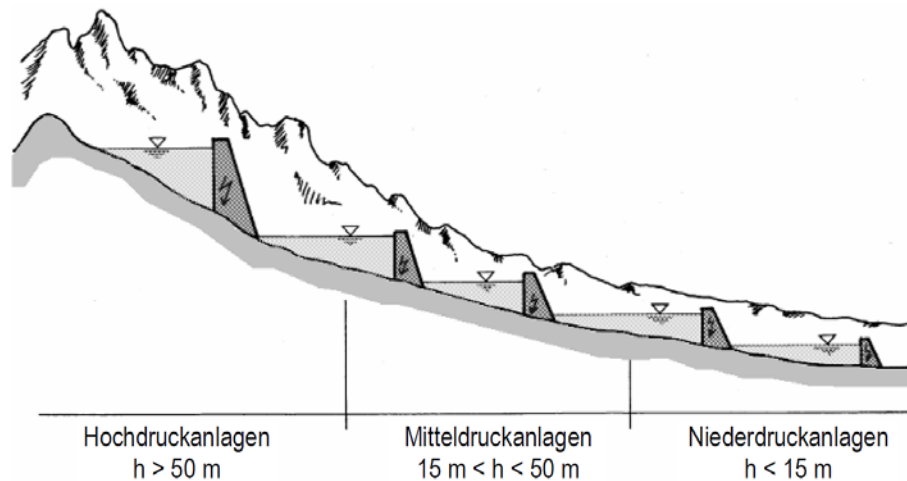 Hochdruckanlagen
h > 50 m
Mitteldruckanlagen
15 m < h < 50 m
Niederdruckanlagen
h < 15 m